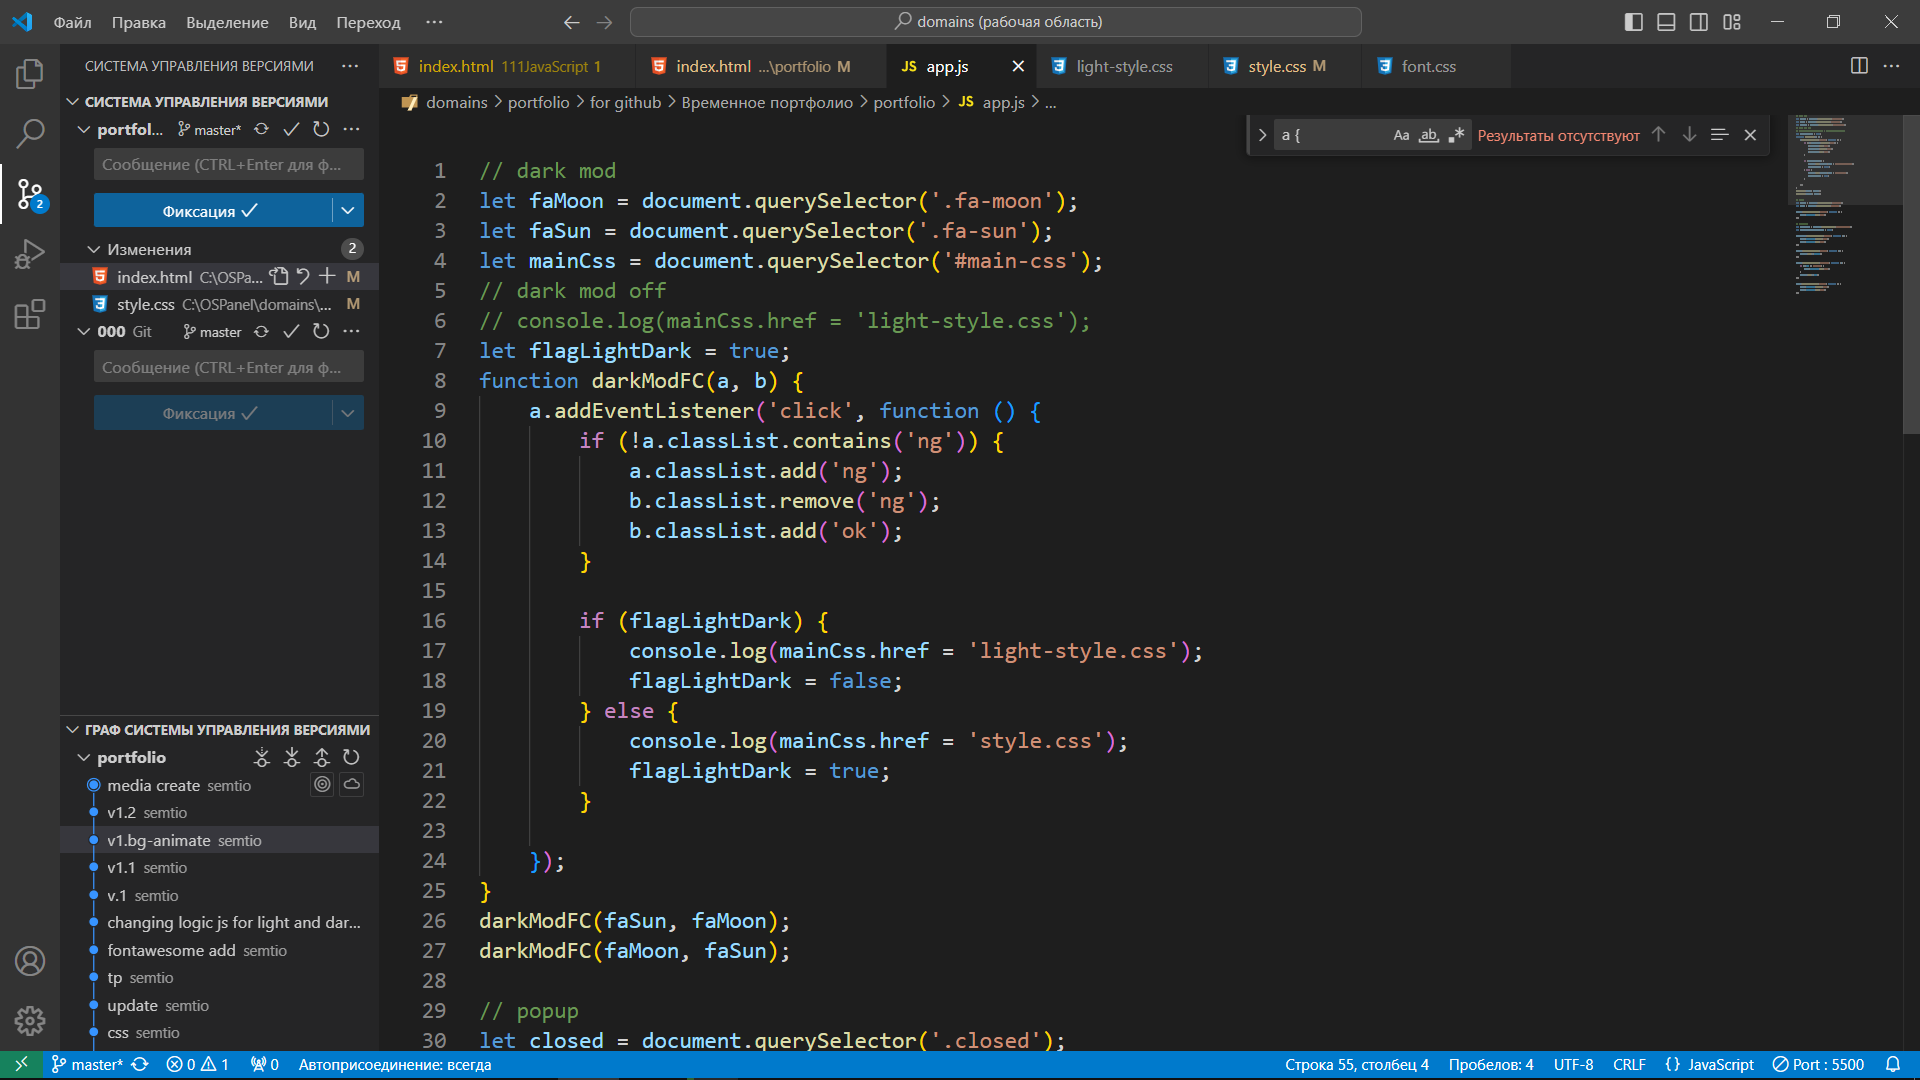 Файл Правка Выделение Вид Переход ··· domains (рабочая область)
СИСТЕМА УПРАВЛЕНИЯ ВЕРСИЯМИ ···
СИСТЕМА УПРАВЛЕНИЯ ВЕРСИЯМИ
portfol... master* ···
Сообщение (CTRL+Enter для ф...
Фиксация
Изменения 2
index.html C:\OSPa... M
style.css C:\OSPanel\domains\... M
000 Git master ···
Сообщение (CTRL+Enter для ф...
Фиксация
2
ГРАФ СИСТЕМЫ УПРАВЛЕНИЯ ВЕРСИЯМИ
portfolio
media create semtio
v1.2 semtio
v1.bg-animate semtio
v1.1 semtio
v.1 semtio
changing logic js for light and dar...
fontawesome add semtio
tp semtio
update semtio
css semtio
index.html 111JavaScript 1 index.html ...\portfolio M JS app.js light-style.css style.css M font.css ···
domains > portfolio > for github > Временное портфолио > portfolio > JS app.js > ...
a { Aa ab .* Результаты отсутствуют
1 // dark mod
2 let faMoon = document.querySelector('.fa-moon');
3 let faSun = document.querySelector('.fa-sun');
4 let mainCss = document.querySelector('#main-css');
5 // dark mod off
6 // console.log(mainCss.href = 'light-style.css');
7 let flagLightDark = true;
8 function darkModFC(a, b) {
9 a.addEventListener('click', function () {
10 if (!a.classList.contains('ng')) {
11 a.classList.add('ng');
12 b.classList.remove('ng');
13 b.classList.add('ok');
14 }
15
16 if (flagLightDark) {
17 console.log(mainCss.href = 'light-style.css');
18 flagLightDark = false;
19 } else {
20 console.log(mainCss.href = 'style.css');
21 flagLightDark = true;
22 }
23
24 });
25 }
26 darkModFC(faSun, faMoon);
27 darkModFC(faMoon, faSun);
28
29 // popup
30 let closed = document.querySelector('.closed');
master* 0 1 0 Автоприсоединение: всегда Строка 55, столбец 4 Пробелов: 4 UTF-8 CRLF {} JavaScript Port : 5500